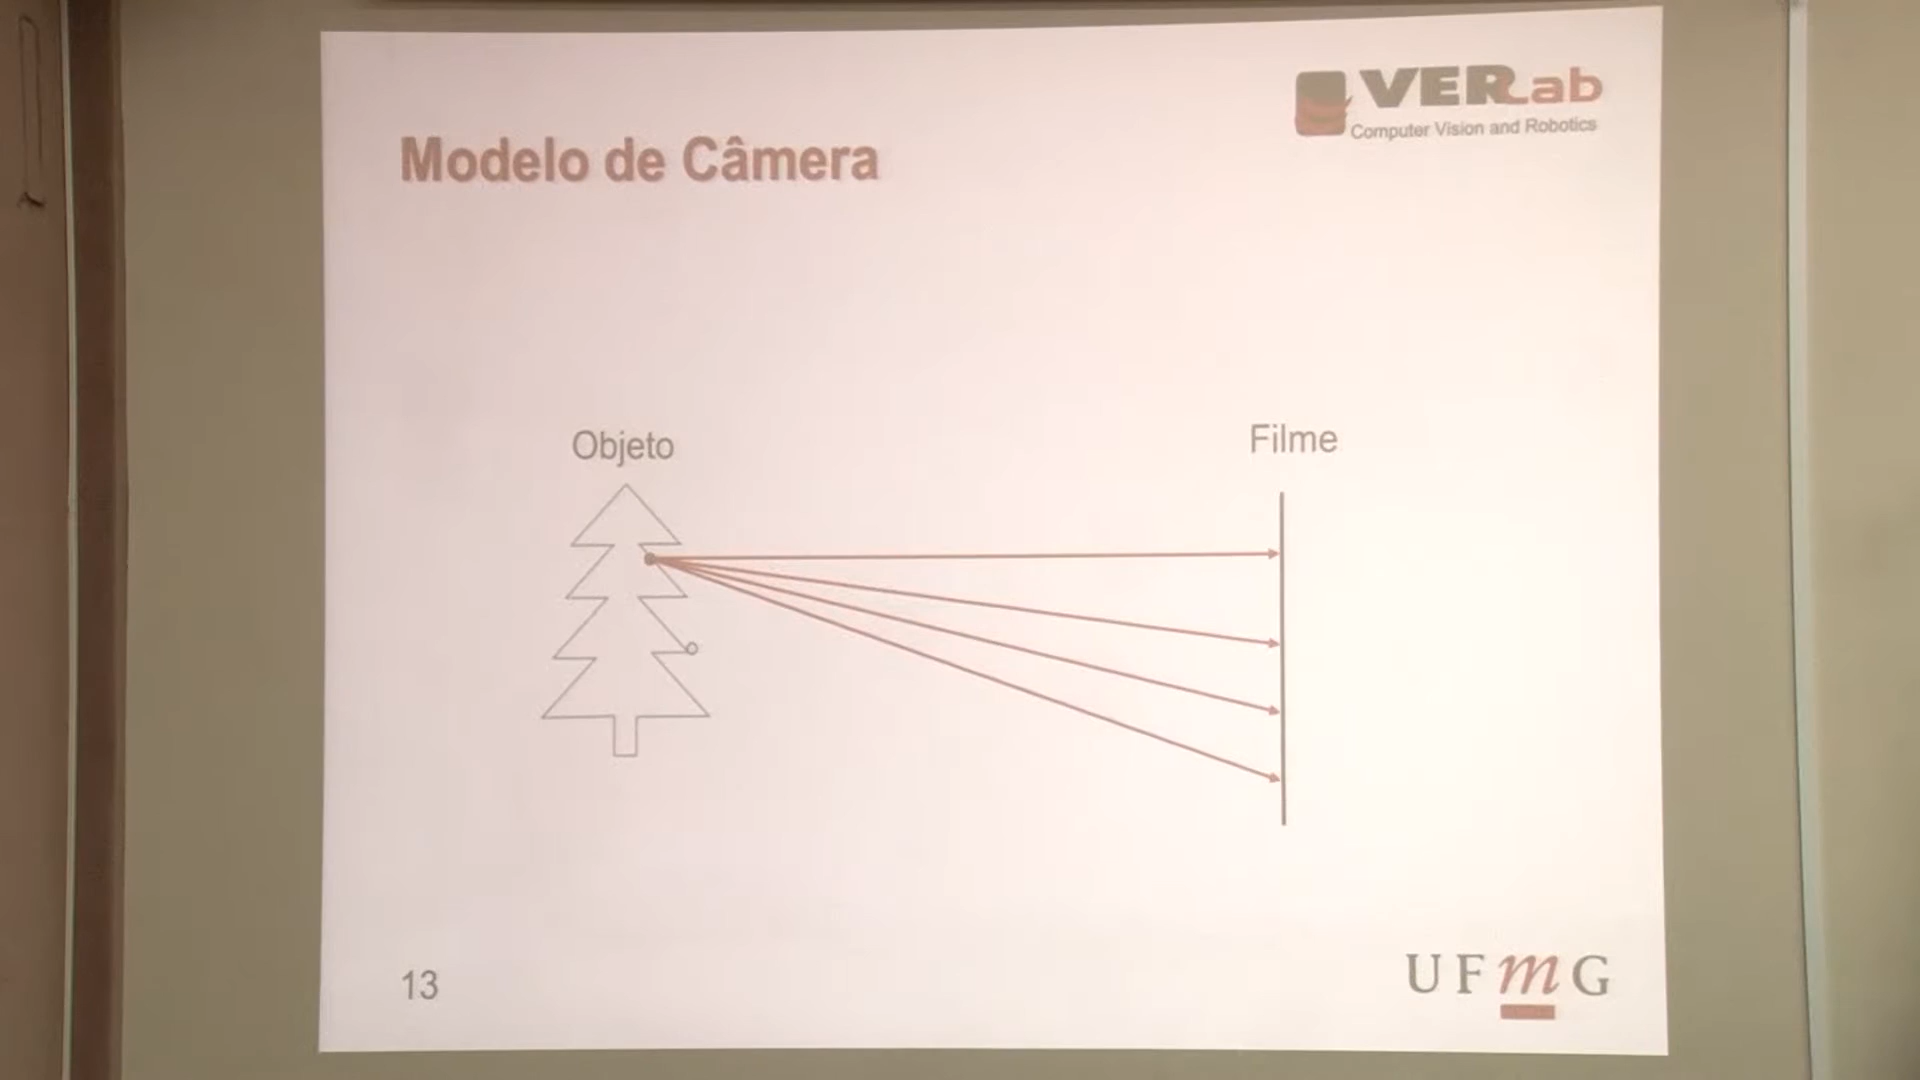 VERLab
Computer Vision and Robotics
Modelo de Câmera
Objeto
Filme
13
UFmG